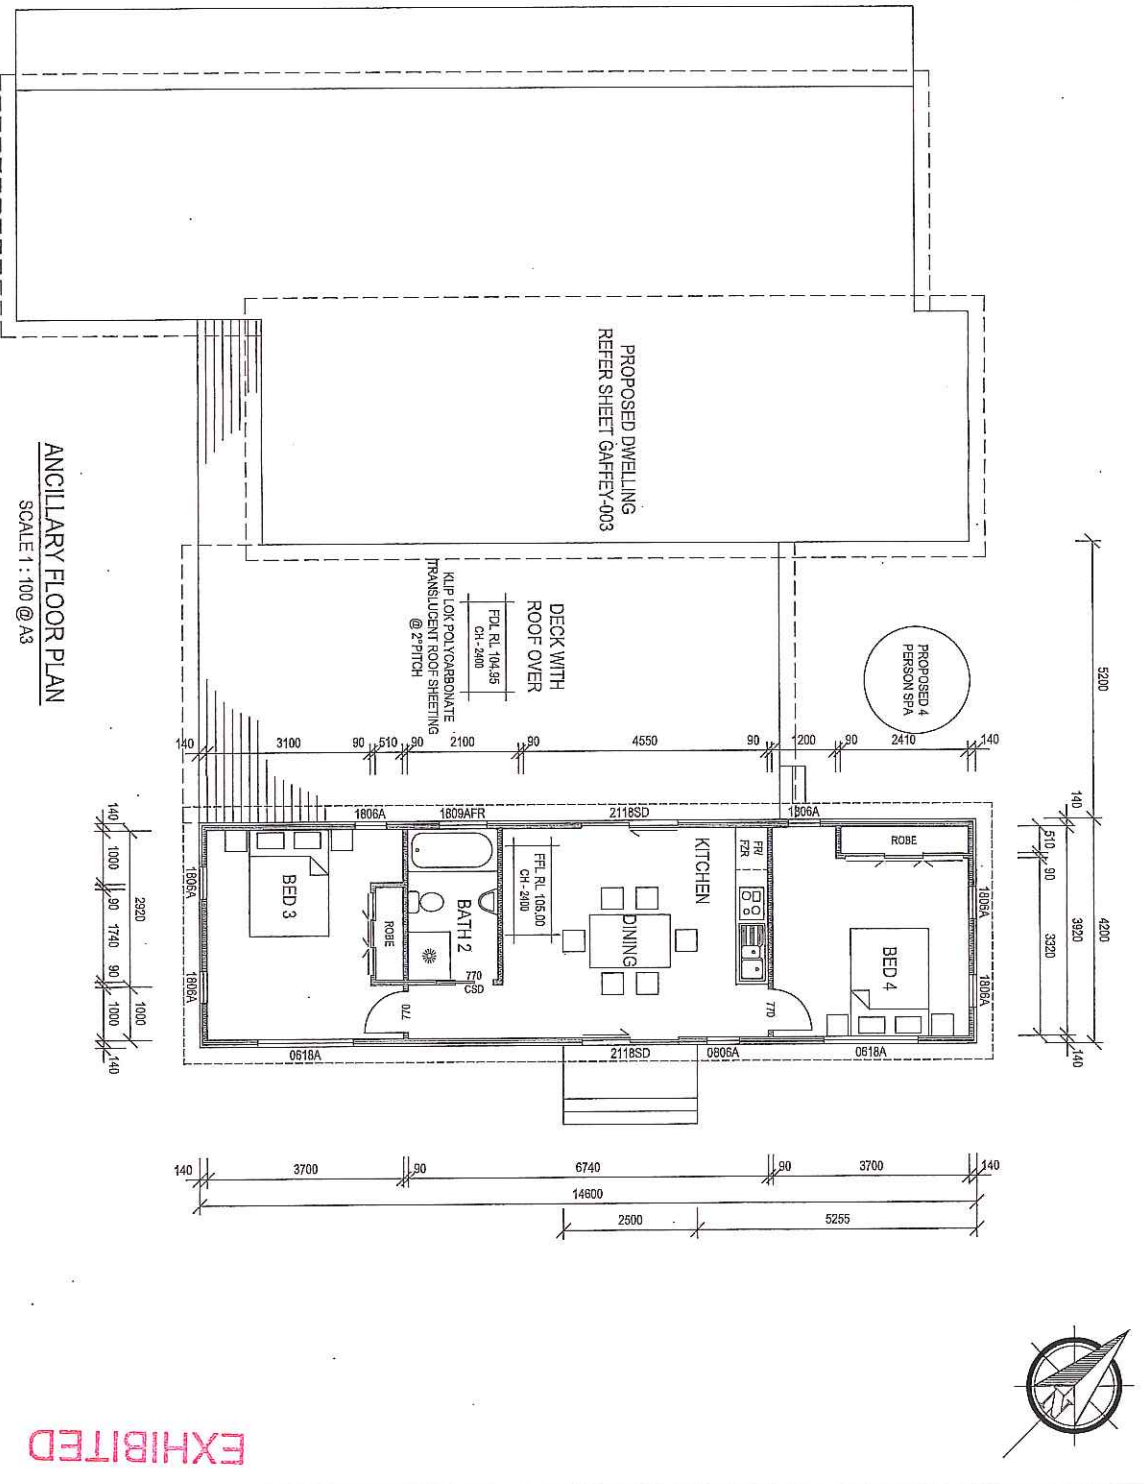 PROPOSED DWELLING
REFER SHEET GAFFEY-003
ANCILLARY FLOOR PLAN
SCALE 1 : 100 @ A3
DECK WITH
ROOF OVER
FDL RL 104.95
CH - 2400
KLIP LOK POLYCARBONATE
TRANSLUCENT ROOF SHEETING
@ 2° PITCH
PROPOSED 4
PERSON SPA
5200
140 3100 90 510 90 2100 90 4550 90 1200 90 2410 140
1806A 1809AFR 2118SD 1806A
140
1000
90
1740
90
1000
140
2920
1000
1806A
1806A
BED 3
ROBE
BATH 2
770
CSD
770
FFL RL 105.00
CH - 2400
DINING
KITCHEN
FR/
FZR
ROBE
BED 4
770
1806A
1806A
510
90
3320
140
3920
140
4200
0618A 2118SD 0806A 0618A
140 3700 90 6740 90 3700 140
14600
2500 5255
N
EXHIBITED